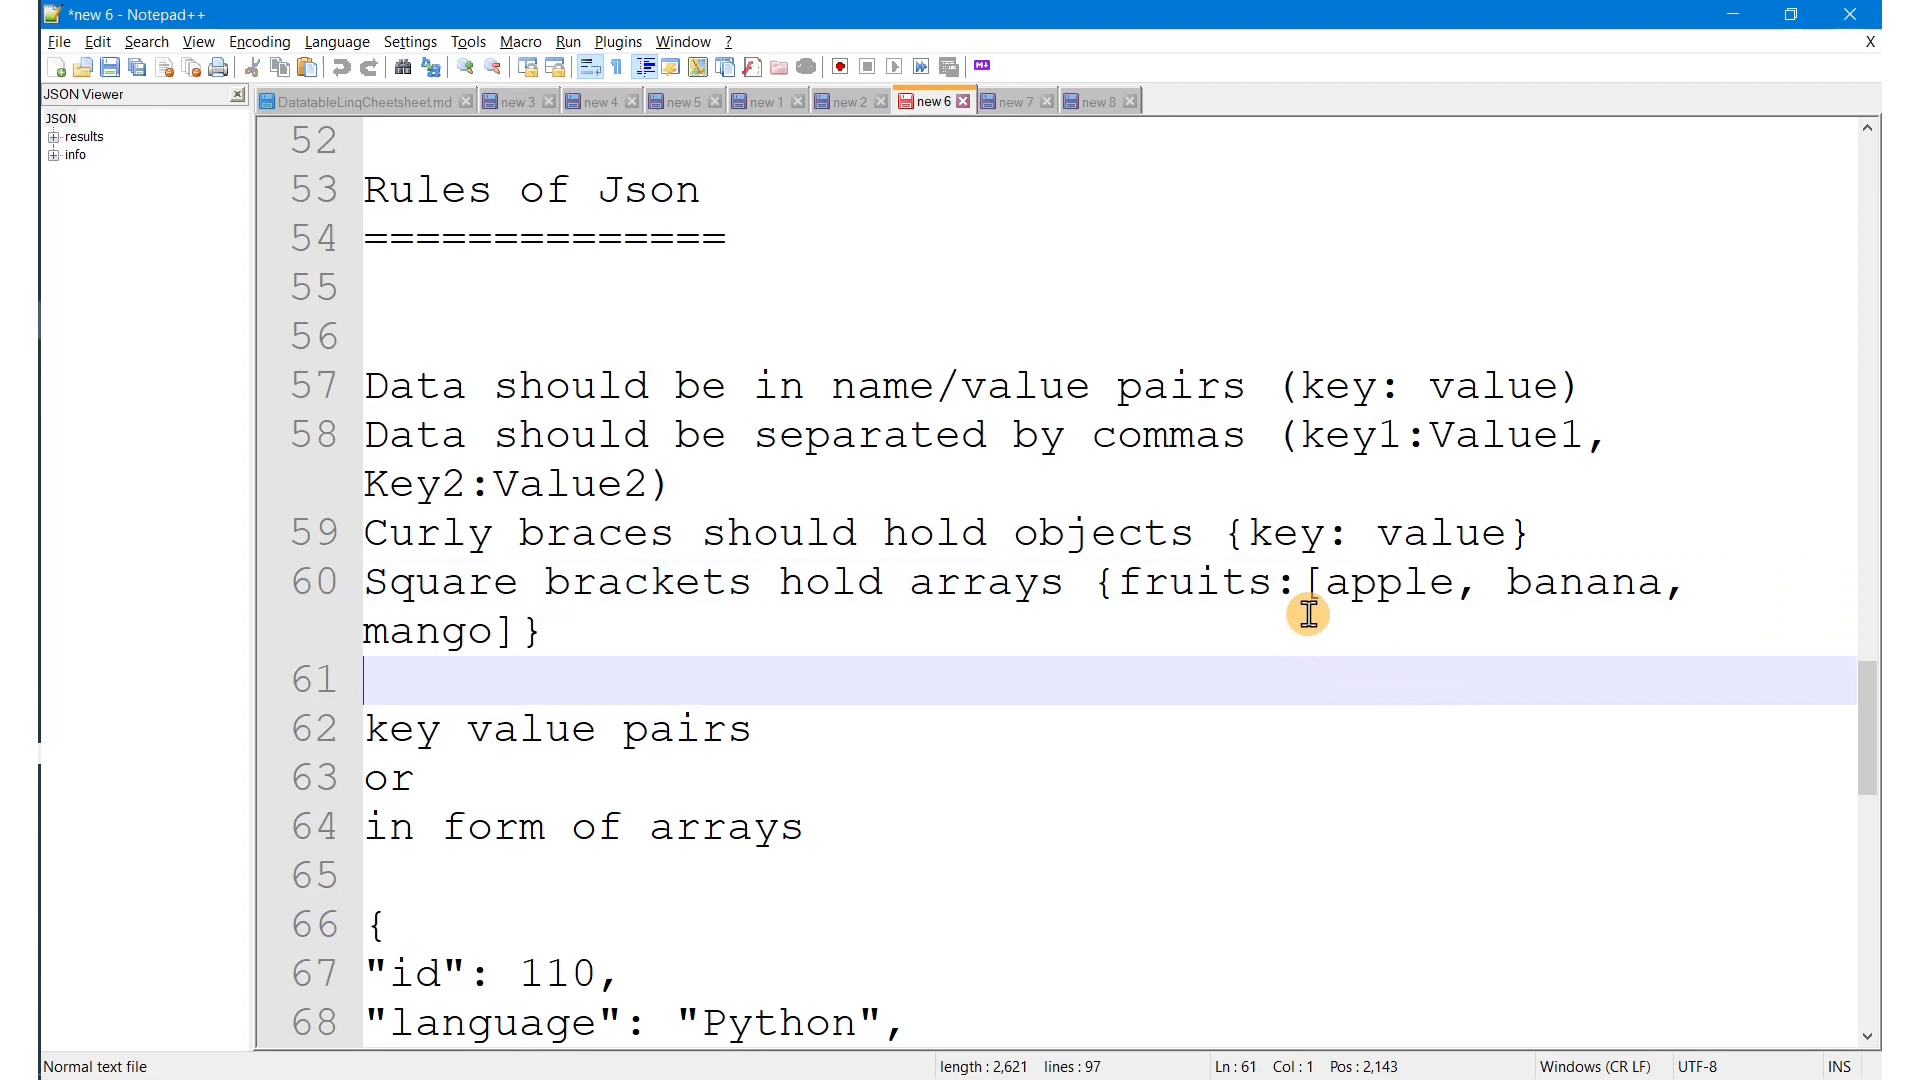 *new 6 - Notepad++
File Edit Search View Encoding Language Settings Tools Macro Run Plugins Window ?
X
JSON Viewer
DatatableLinqCheetsheet.md new 3 new 4 new 5 new 1 new 2 new 6 new 7 new 8
JSON
results
info
52
53 Rules of Json
54 ==============
55
56
57 Data should be in name/value pairs (key: value)
58 Data should be separated by commas (key1:Value1,
Key2:Value2)
59 Curly braces should hold objects {key: value}
60 Square brackets hold arrays {fruits:[apple, banana,
mango]}
61
62 key value pairs
63 or
64 in form of arrays
65
66 {
67 "id": 110,
68 "language": "Python",
Normal text file length : 2,621 lines : 97 Ln : 61 Col : 1 Pos : 2,143 Windows (CR LF) UTF-8 INS